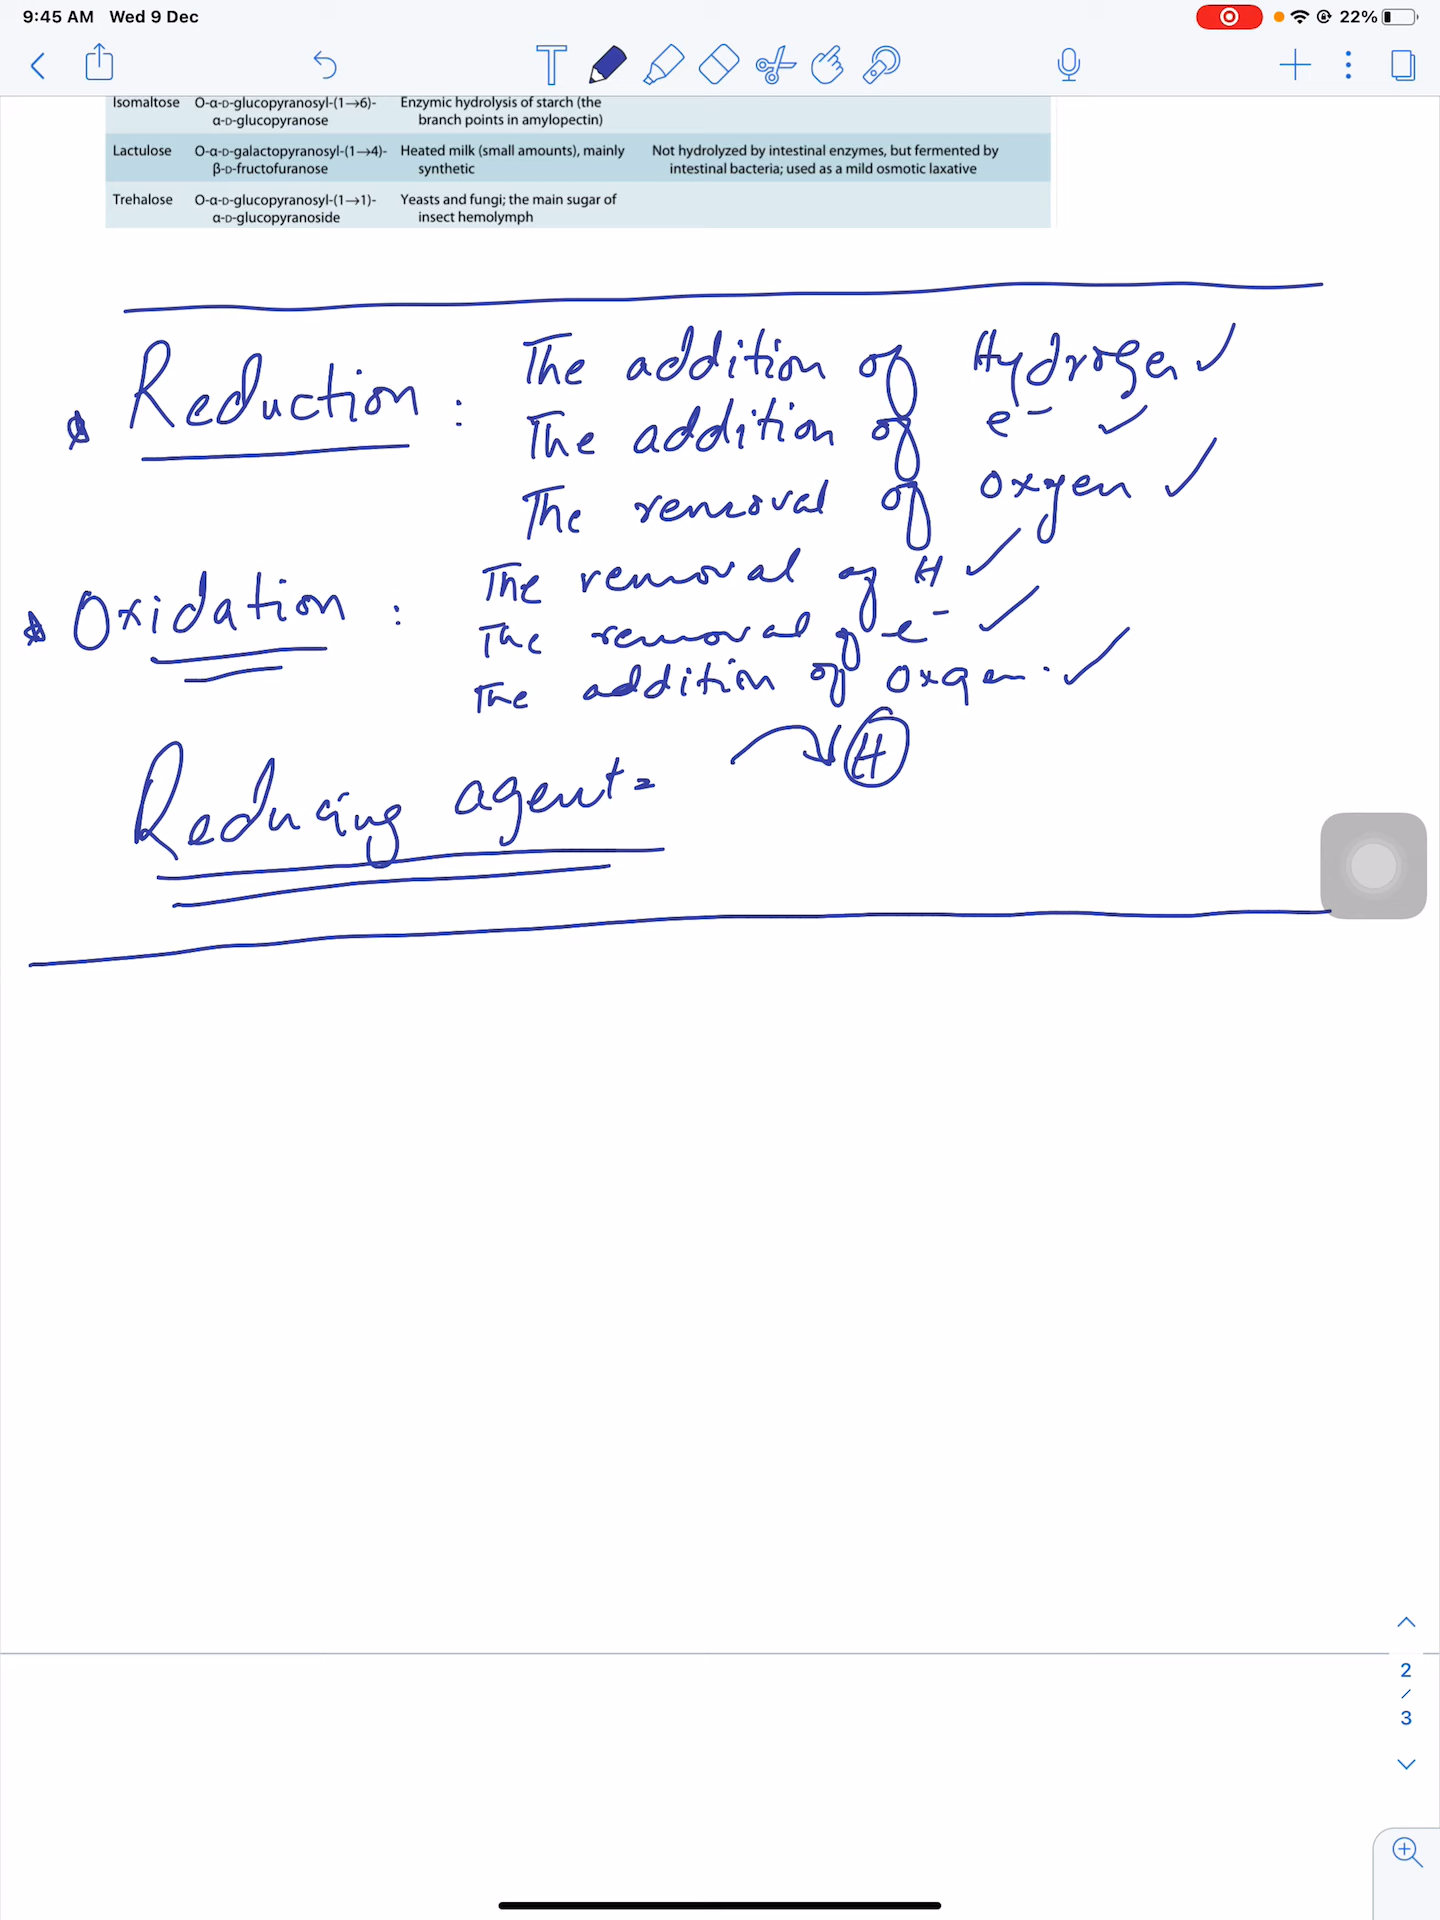 9:45 AM Wed 9 Dec
22%
Isomaltose O-α-D-glucopyranosyl-(1→6)- Enzymic hydrolysis of starch (the
α-D-glucopyranose branch points in amylopectin)
Lactulose O-α-D-galactopyranosyl-(1→4)- Heated milk (small amounts), mainly Not hydrolyzed by intestinal enzymes, but fermented by
β-D-fructofuranose synthetic intestinal bacteria; used as a mild osmotic laxative
Trehalose O-α-D-glucopyranosyl-(1→1)- Yeasts and fungi; the main sugar of
α-D-glucopyranoside insect hemolymph
Reduction : The addition of Hydrogen ✓
The addition of e⁻ ✓
The removal of oxygen ✓
Oxidation : The removal of H ✓
The removal of e⁻ ✓
The addition of oxgen. ✓
Reducing agent = H
2
/
3